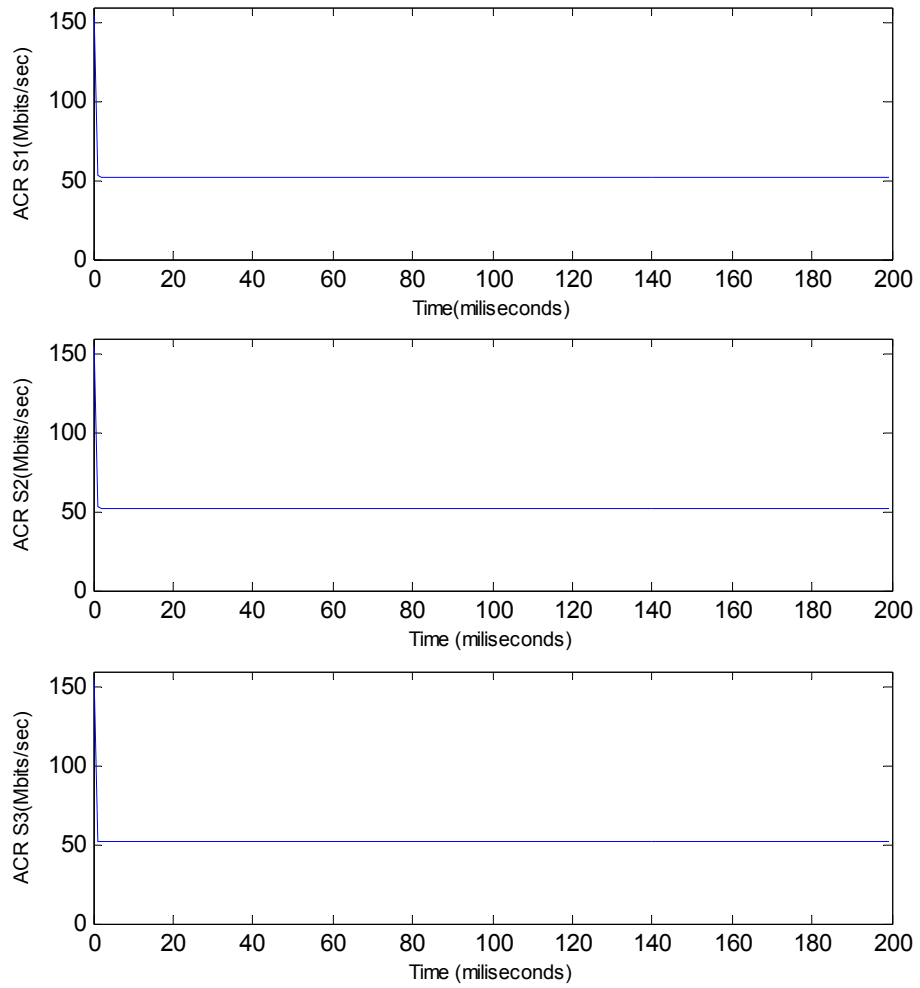 150
100
50
0
ACR S1(Mbits/sec)
0 20 40 60 80 100 120 140 160 180 200
Time(miliseconds)
150
100
50
0
ACR S2(Mbits/sec)
0 20 40 60 80 100 120 140 160 180 200
Time (miliseconds)
150
100
50
0
ACR S3(Mbits/sec)
0 20 40 60 80 100 120 140 160 180 200
Time (miliseconds)